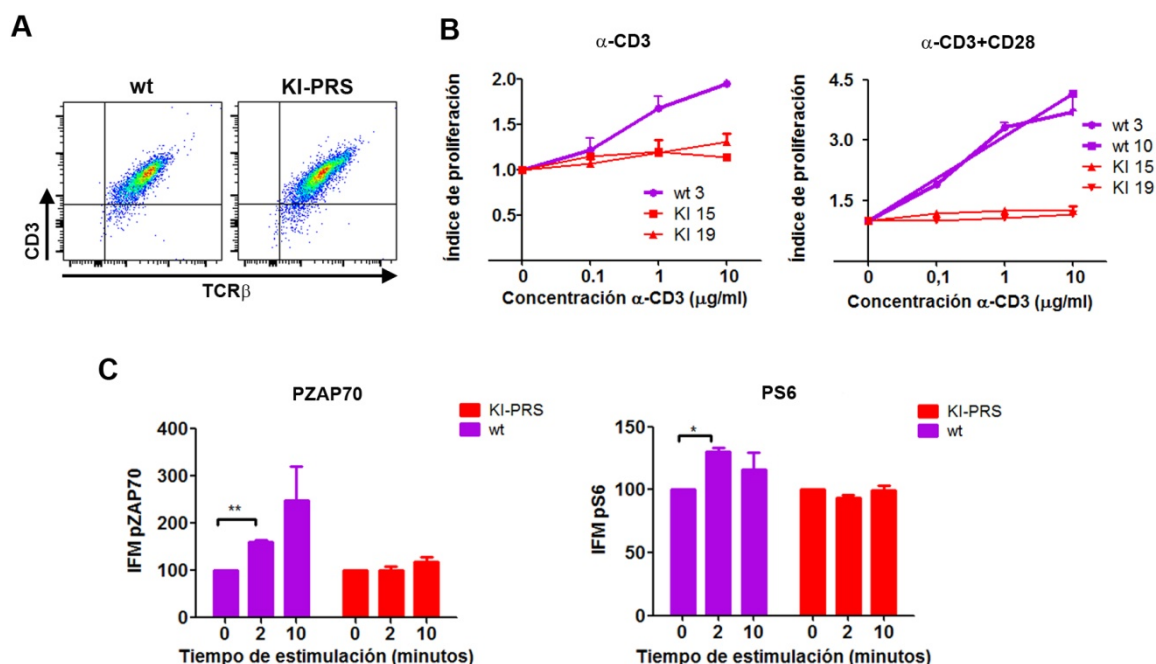 A
wt
KI-PRS
CD3
TCRβ
B
α-CD3
Índice de proliferación
2.0
1.5
1.0
0.5
wt 3
KI 15
KI 19
0
0.1
1
10
Concentración α-CD3 (μg/ml)
α-CD3+CD28
Índice de proliferación
4.5
3.0
1.5
wt 3
wt 10
KI 15
KI 19
0
0,1
1
10
Concentración α-CD3 (μg/ml)
C
PZAP70
KI-PRS
wt
IFM pZAP70
400
300
200
100
0
**
0 2 10 0 2 10
Tiempo de estimulación (minutos)
PS6
KI-PRS
wt
IFM pS6
150
100
50
0
*
0 2 10 0 2 10
Tiempo de estimulación (minutos)